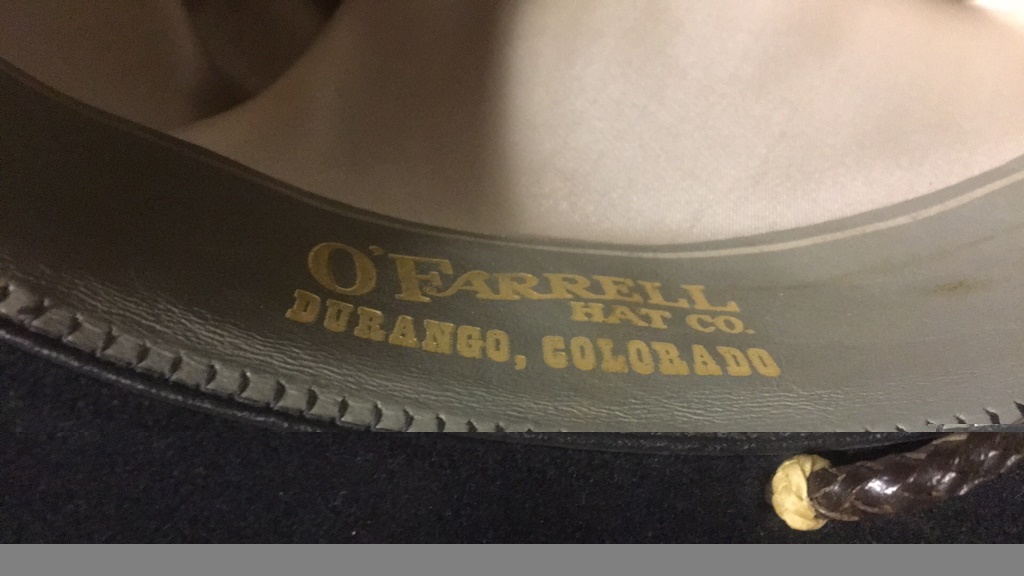 O'FARRELL
HAT CO.
DURANGO, COLORADO